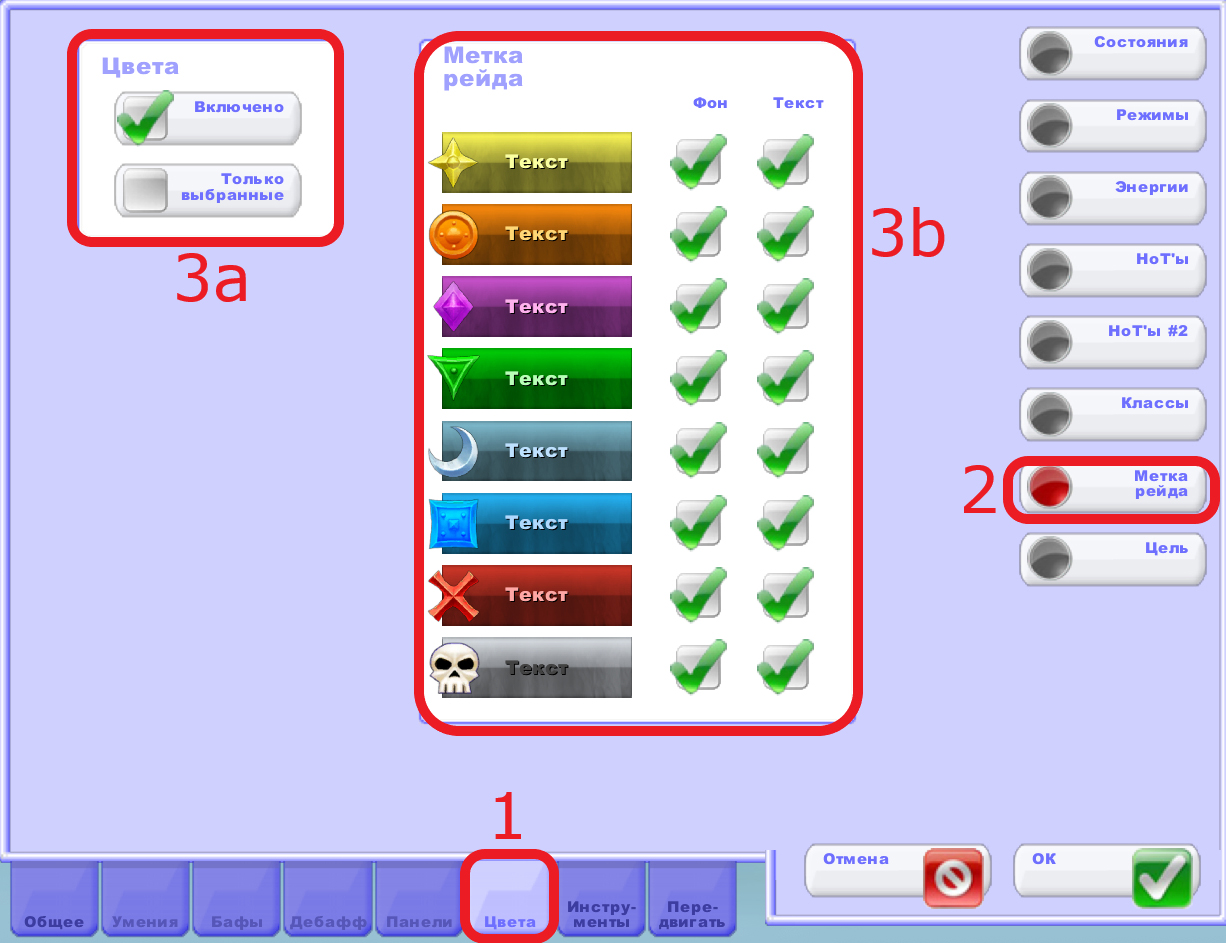 Цвета
Включено
Только
выбранные
3a
Метка
рейда
Фон
Текст
Текст
Текст
Текст
Текст
Текст
Текст
Текст
Текст
3b
Состояния
Режимы
Энергии
НоТ'ы
НоТ'ы #2
Классы
2
Метка
рейда
Цель
1
Отмена
ОК
Общее
Умения
Бафы
Дебафф
Панели
Цвета
Инстру-
менты
Пере-
двигать